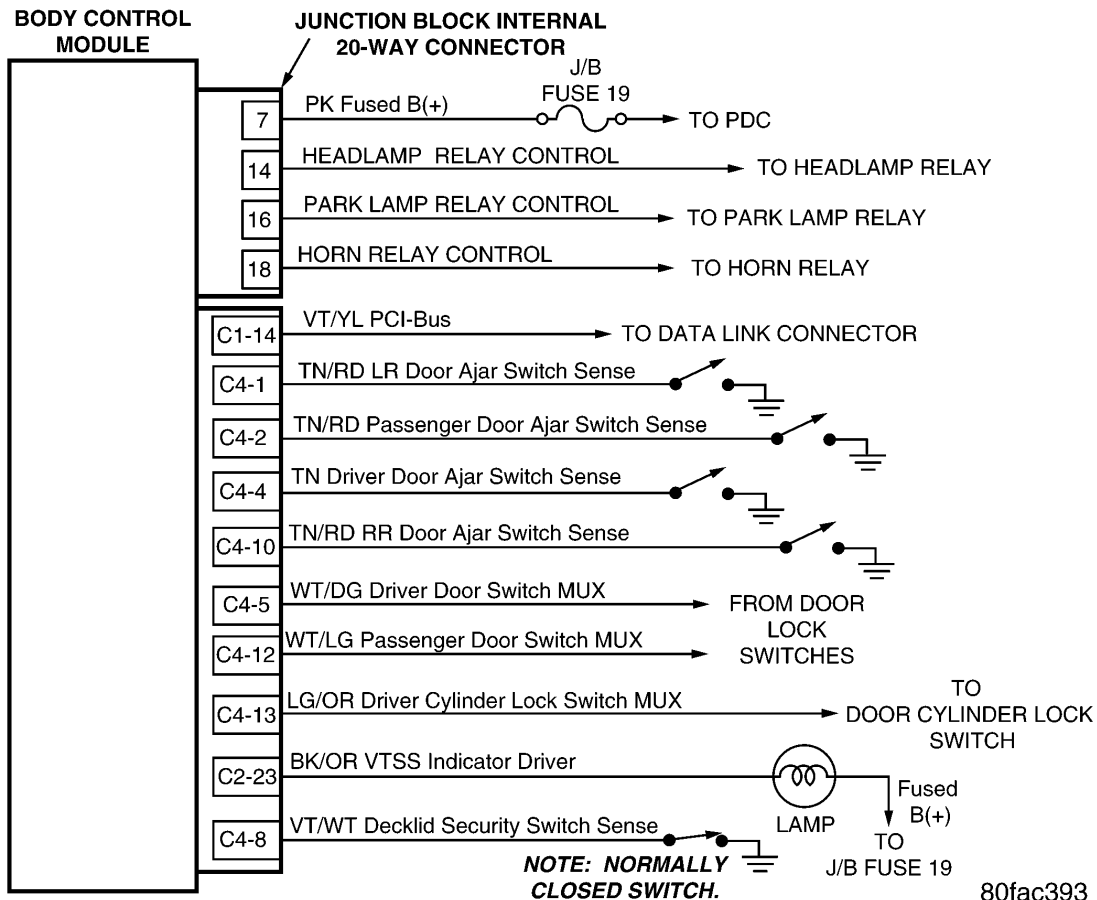 BODY CONTROL
MODULE
JUNCTION BLOCK INTERNAL
20-WAY CONNECTOR
J/B
FUSE 19
7
PK Fused B(+)
TO PDC
14
HEADLAMP RELAY CONTROL
TO HEADLAMP RELAY
16
PARK LAMP RELAY CONTROL
TO PARK LAMP RELAY
18
HORN RELAY CONTROL
TO HORN RELAY
C1-14
VT/YL PCI-Bus
TO DATA LINK CONNECTOR
C4-1
TN/RD LR Door Ajar Switch Sense
C4-2
TN/RD Passenger Door Ajar Switch Sense
C4-4
TN Driver Door Ajar Switch Sense
C4-10
TN/RD RR Door Ajar Switch Sense
C4-5
WT/DG Driver Door Switch MUX
C4-12
WT/LG Passenger Door Switch MUX
FROM DOOR
LOCK
SWITCHES
C4-13
LG/OR Driver Cylinder Lock Switch MUX
TO
DOOR CYLINDER LOCK
SWITCH
C2-23
BK/OR VTSS Indicator Driver
LAMP
Fused
B(+)
TO
J/B FUSE 19
C4-8
VT/WT Decklid Security Switch Sense
NOTE: NORMALLY
CLOSED SWITCH.
80fac393